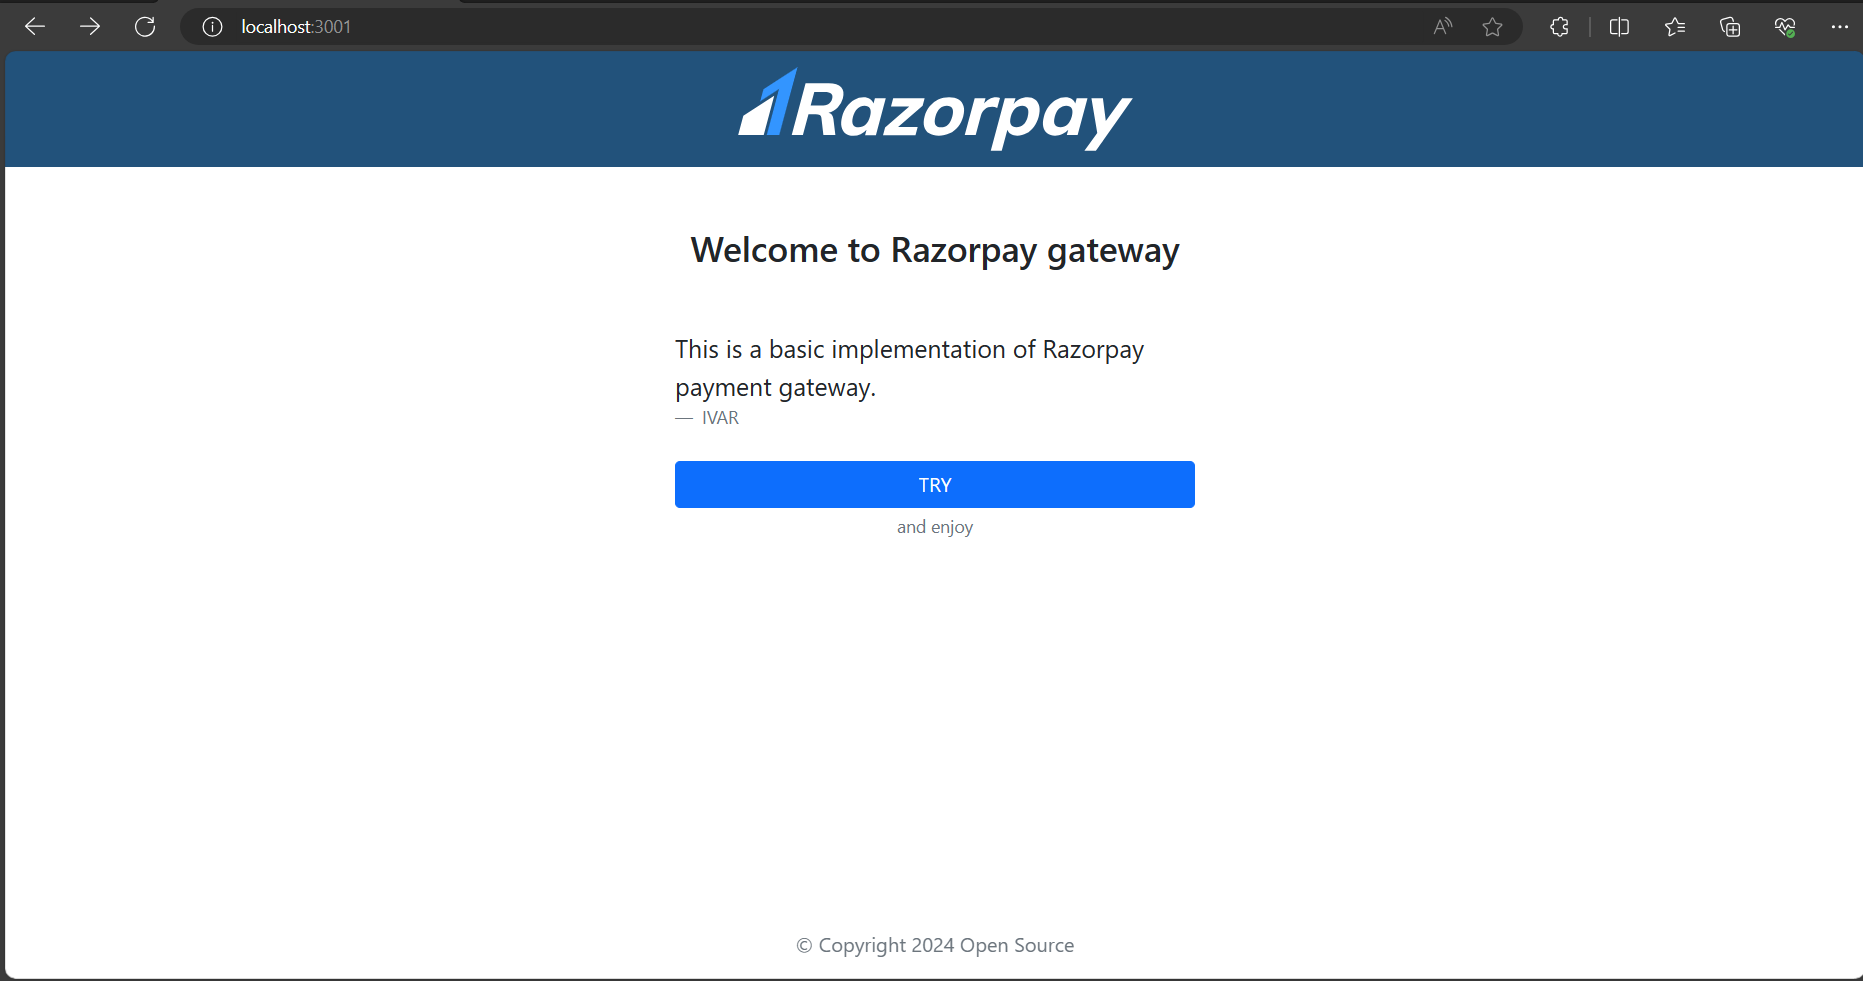 localhost:3001
Razorpay
Welcome to Razorpay gateway
This is a basic implementation of Razorpay
payment gateway.
— IVAR
TRY
and enjoy
© Copyright 2024 Open Source